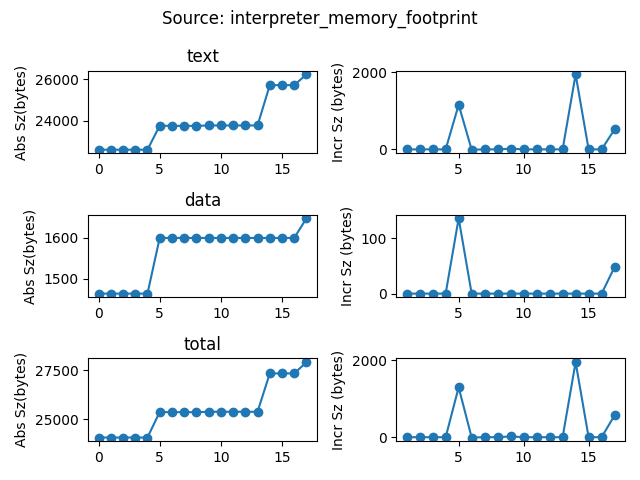 Source: interpreter_memory_footprint
text
Abs Sz(bytes)
26000
24000
0 5 10 15
Incr Sz (bytes)
2000
0
5 10 15
data
Abs Sz(bytes)
1600
1500
0 5 10 15
Incr Sz (bytes)
100
0
5 10 15
total
Abs Sz(bytes)
27500
25000
0 5 10 15
Incr Sz (bytes)
2000
0
5 10 15